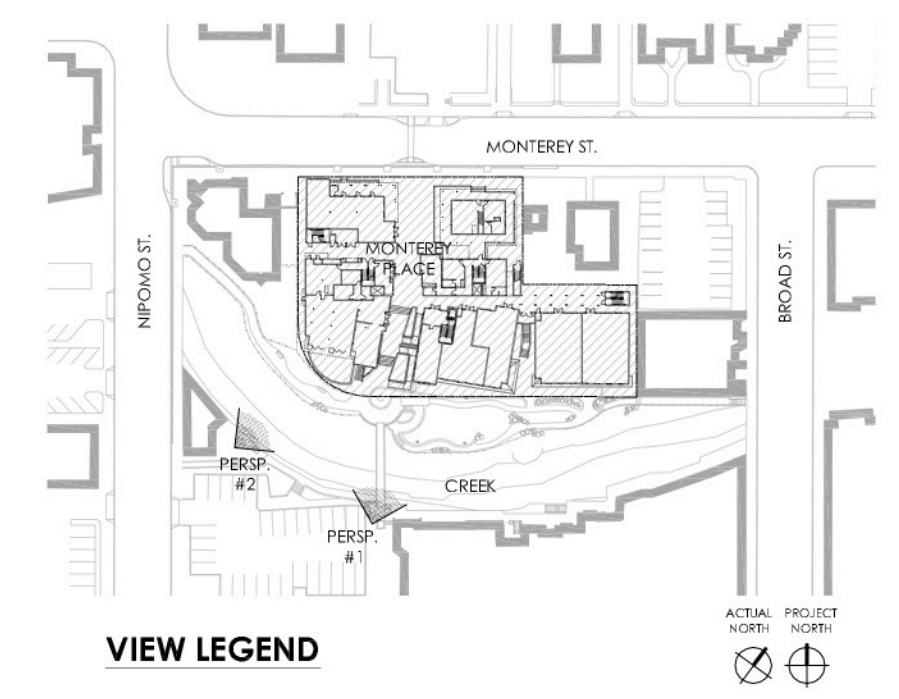 MONTEREY ST.
NIPOMO ST.
MONTEREY
PLACE
BROAD ST.
PERSP.
#2
CREEK
PERSP.
#1
VIEW LEGEND
ACTUAL
NORTH
PROJECT
NORTH